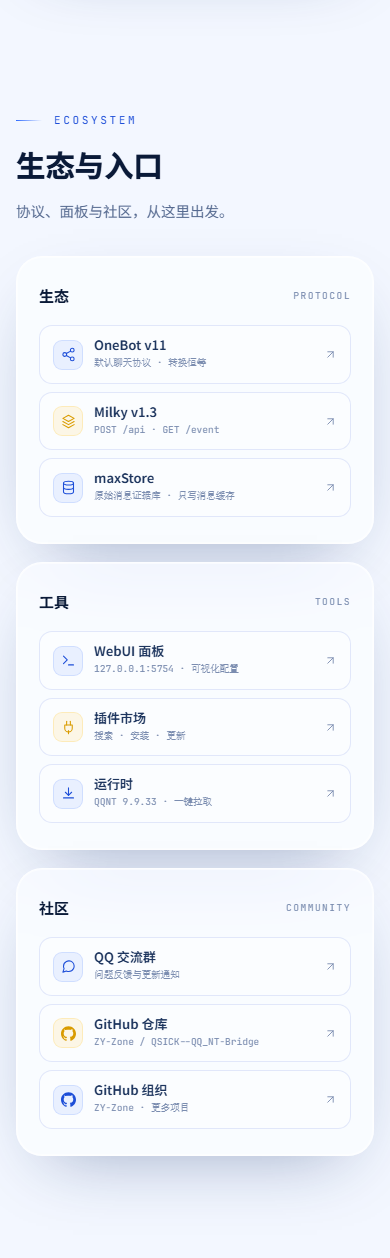 ECOSYSTEM
生态与入口
协议、面板与社区，从这里出发。
生态
PROTOCOL
OneBot v11
默认聊天协议 · 转换恒等
Milky v1.3
POST /api · GET /event
maxStore
原始消息证据库 · 只写消息缓存
工具
TOOLS
WebUI 面板
127.0.0.1:5754 · 可视化配置
插件市场
搜索 · 安装 · 更新
运行时
QQNT 9.9.33 · 一键拉取
社区
COMMUNITY
QQ 交流群
问题反馈与更新通知
GitHub 仓库
ZY-Zone / QSICK--QQ_NT-Bridge
GitHub 组织
ZY-Zone · 更多项目